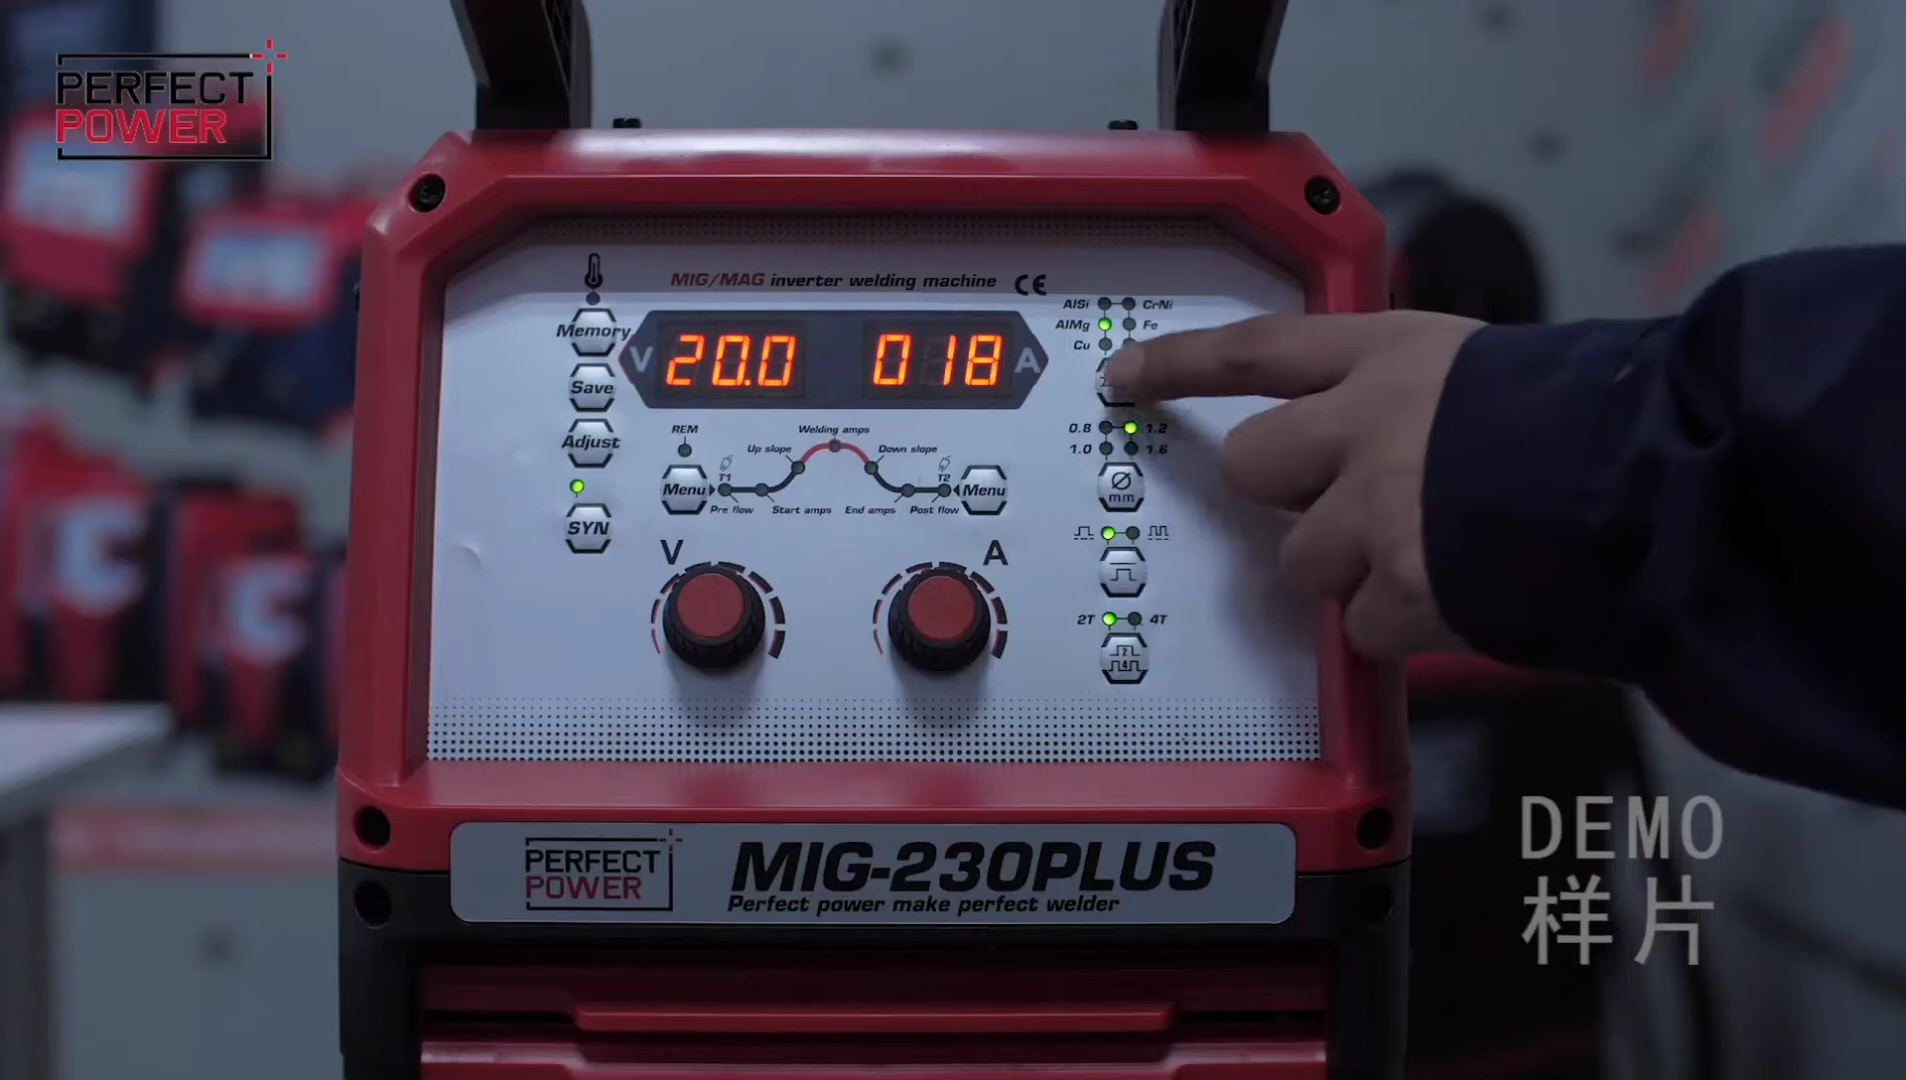 PERFECT
POWER
MIG/MAG inverter welding machine CE
Memory
Save
Adjust
SYN
V 20.0 018 A
REM
Welding amps
Up slope
Down slope
T1
T2
Menu
Menu
Pre flow
Start amps
End amps
Post flow
V
A
AlSi
CrNi
AlMg
Fe
Cu
0.8
1.2
1.0
1.6
Ø
mm
2T
4T
2
4
PERFECT
POWER
MIG-230PLUS
Perfect power make perfect welder
DEMO
样片